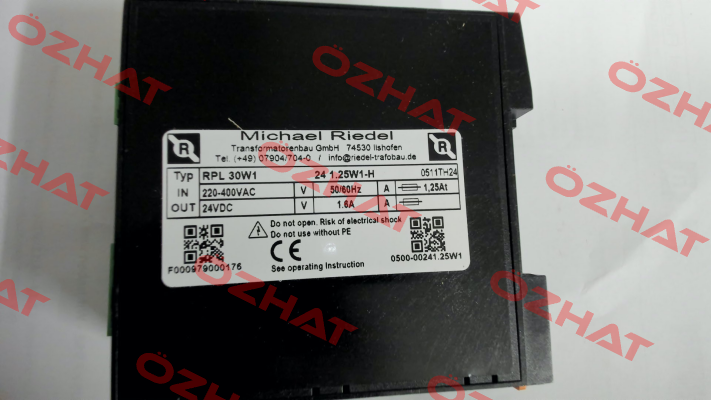 Michael Riedel
Transformatorenbau GmbH 74530 Ilshofen
Tel. (+49) 07904/704-0 / info@riedel-trafobau.de
R
R
Typ RPL 30W1 24 1.25W1-H 0511TH24
IN 220-400VAC V 50/60Hz A 1,25At
OUT 24VDC V 1.6A A
Do not open. Risk of electrical shock
Do not use without PE
CE
See operating Instruction
F000979000176
0500-00241.25W1
ÖZHAT
ÖZHAT
ÖZHAT
ÖZHAT
ÖZHAT
ÖZHAT
ÖZHAT
ÖZHAT
ÖZHAT